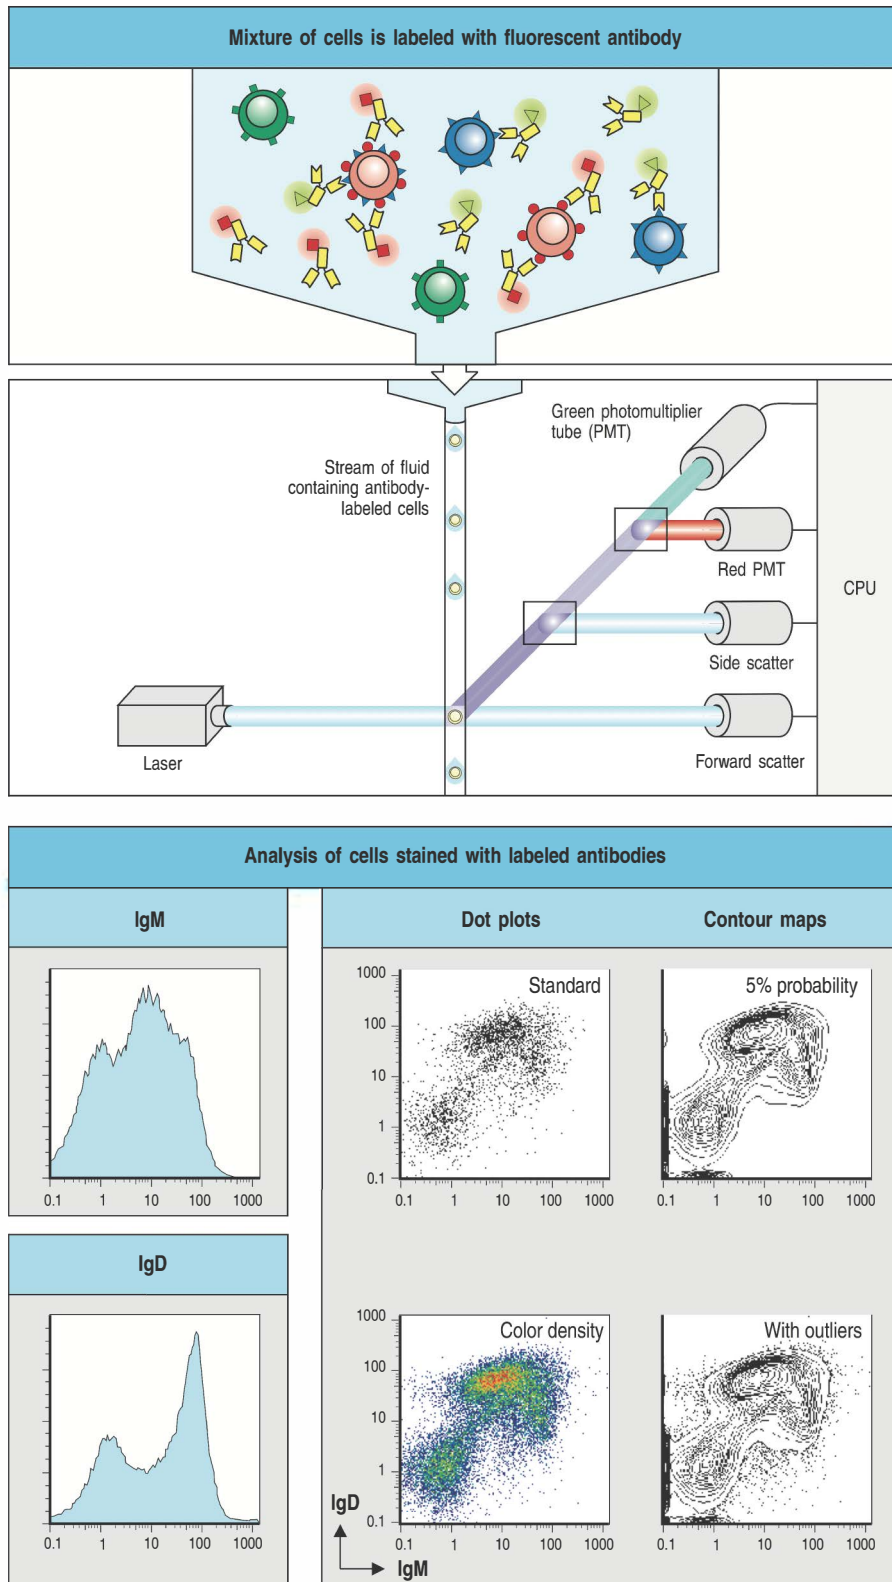 Mixture of cells is labeled with fluorescent antibody
Green photomultiplier
tube (PMT)
Stream of fluid
containing antibody-
labeled cells
Red PMT
CPU
Side scatter
Laser
Forward scatter
Analysis of cells stained with labeled antibodies
IgM
Dot plots
Contour maps
0.1 1 10 100 1000
1000
100
10
1
0.1
Standard
0.1 1 10 100 1000
5% probability
0.1 1 10 100 1000
IgD
0.1 1 10 100 1000
1000
100
10
1
0.1
Color density
0.1 1 10 100 1000
With outliers
0.1 1 10 100 1000
IgD
IgM